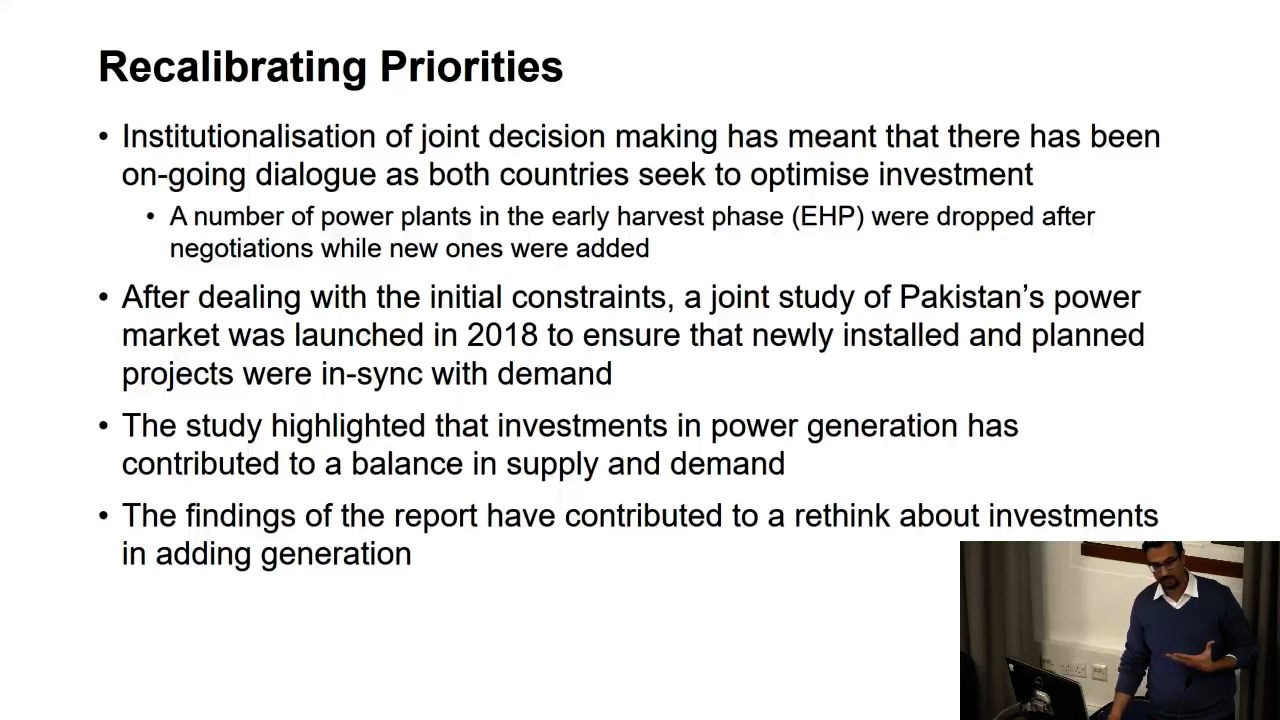 Recalibrating Priorities
• Institutionalisation of joint decision making has meant that there has been
on-going dialogue as both countries seek to optimise investment
• A number of power plants in the early harvest phase (EHP) were dropped after
negotiations while new ones were added
• After dealing with the initial constraints, a joint study of Pakistan’s power
market was launched in 2018 to ensure that newly installed and planned
projects were in-sync with demand
• The study highlighted that investments in power generation has
contributed to a balance in supply and demand
• The findings of the report have contributed to a rethink about investments
in adding generation